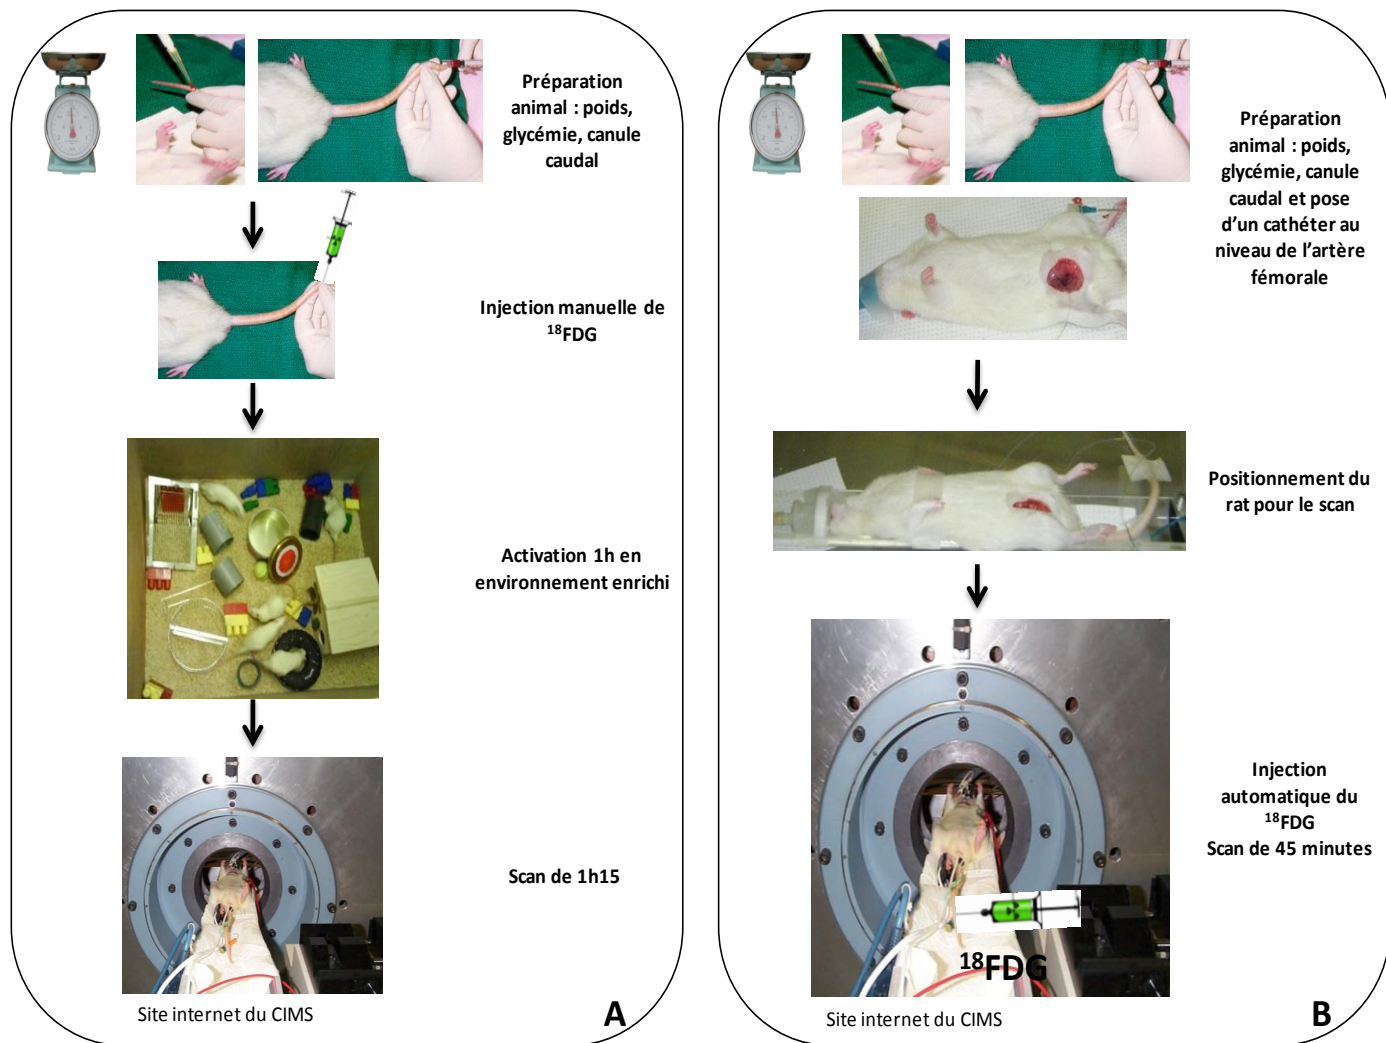 Préparation
animal : poids,
glycémie, canule
caudal
Injection manuelle de
18FDG
Activation 1h en
environnement enrichi
Scan de 1h15
Site internet du CIMS
A
Préparation
animal : poids,
glycémie, canule
caudal et pose
d'un cathéter au
niveau de l'artère
fémorale
Positionnement du
rat pour le scan
Injection
automatique du
18FDG
Scan de 45 minutes
18FDG
Site internet du CIMS
B